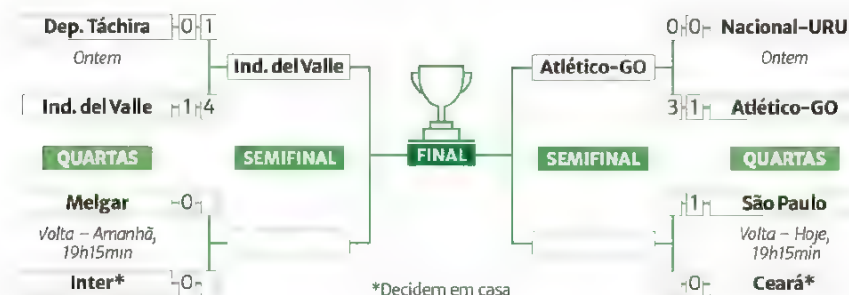 Dep. Táchira 0 1
Ontem
Ind. del Valle 1 4
Ind. del Valle
QUARTAS
SEMIFINAL
Melgar 0
Volta – Amanhã,
19h15min
Inter* 0
FINAL
*Decidem em casa
Atlético-GO
SEMIFINAL
0 0 Nacional-URU
Ontem
3 1 Atlético-GO
QUARTAS
1 São Paulo
Volta – Hoje,
19h15min
0 Ceará*